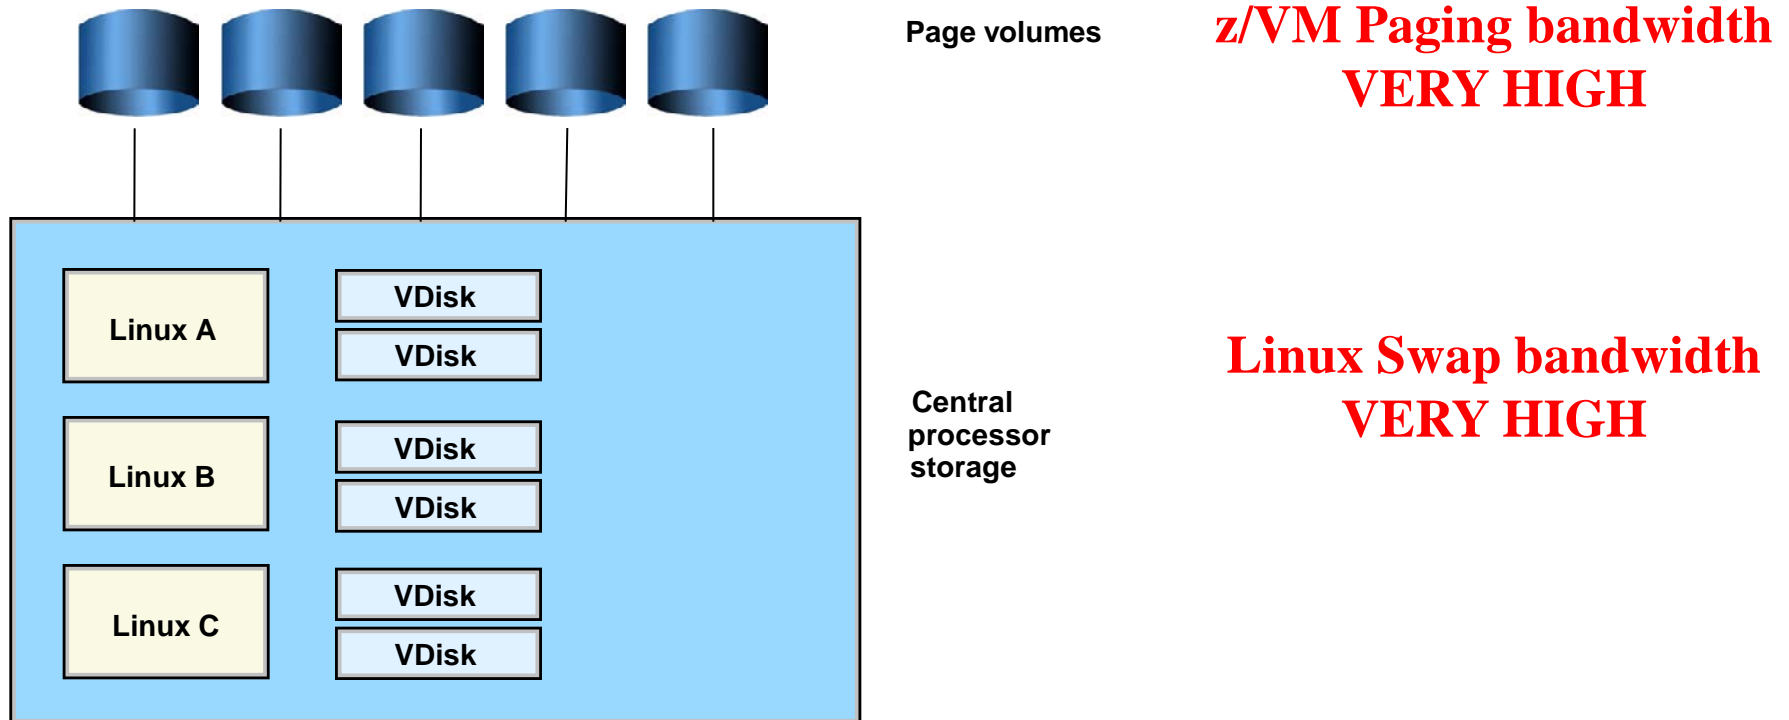 Page volumes
z/VM Paging bandwidth
VERY HIGH
Linux A
VDisk
VDisk
Linux B
VDisk
VDisk
Linux C
VDisk
VDisk
Central
processor
storage
Linux Swap bandwidth
VERY HIGH